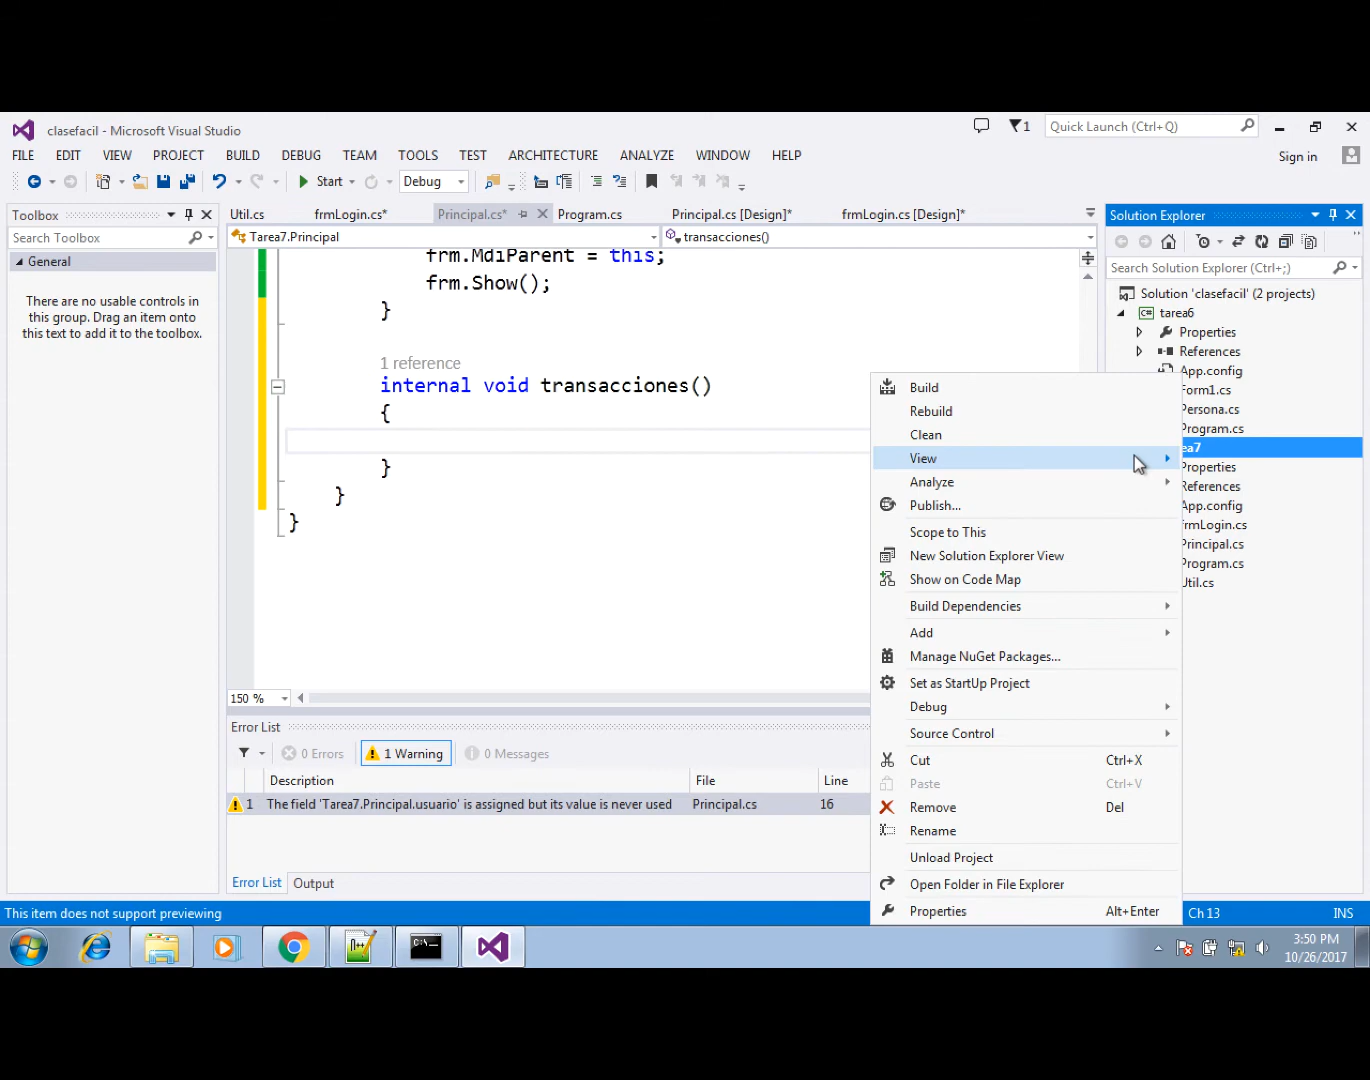 clasefacil - Microsoft Visual Studio
1
Quick Launch (Ctrl+Q)
FILE EDIT VIEW PROJECT BUILD DEBUG TEAM TOOLS TEST ARCHITECTURE ANALYZE WINDOW HELP
Sign in
Start Debug
Toolbox
Search Toolbox
General
There are no usable controls in
this group. Drag an item onto
this text to add it to the toolbox.
Util.cs frmLogin.cs* Principal.cs* Program.cs Principal.cs [Design]* frmLogin.cs [Design]*
Tarea7.Principal transacciones()
frm.MdiParent = this;
frm.Show();
}
1 reference
internal void transacciones()
{
}
}
}
150 %
Error List
0 Errors 1 Warning 0 Messages
Description File Line
1 The field 'Tarea7.Principal.usuario' is assigned but its value is never used Principal.cs 16
Error List Output
Build
Rebuild
Clean
View
Analyze
Publish...
Scope to This
New Solution Explorer View
Show on Code Map
Build Dependencies
Add
Manage NuGet Packages...
Set as StartUp Project
Debug
Source Control
Cut Ctrl+X
Paste Ctrl+V
Remove Del
Rename
Unload Project
Open Folder in File Explorer
Properties Alt+Enter
Solution Explorer
Search Solution Explorer (Ctrl+;)
Solution 'clasefacil' (2 projects)
C# tarea6
Properties
References
App.config
Form1.cs
Persona.cs
Program.cs
ea7
Properties
References
App.config
frmLogin.cs
Principal.cs
Program.cs
Util.cs
This item does not support previewing
Ch 13 INS
3:50 PM
10/26/2017